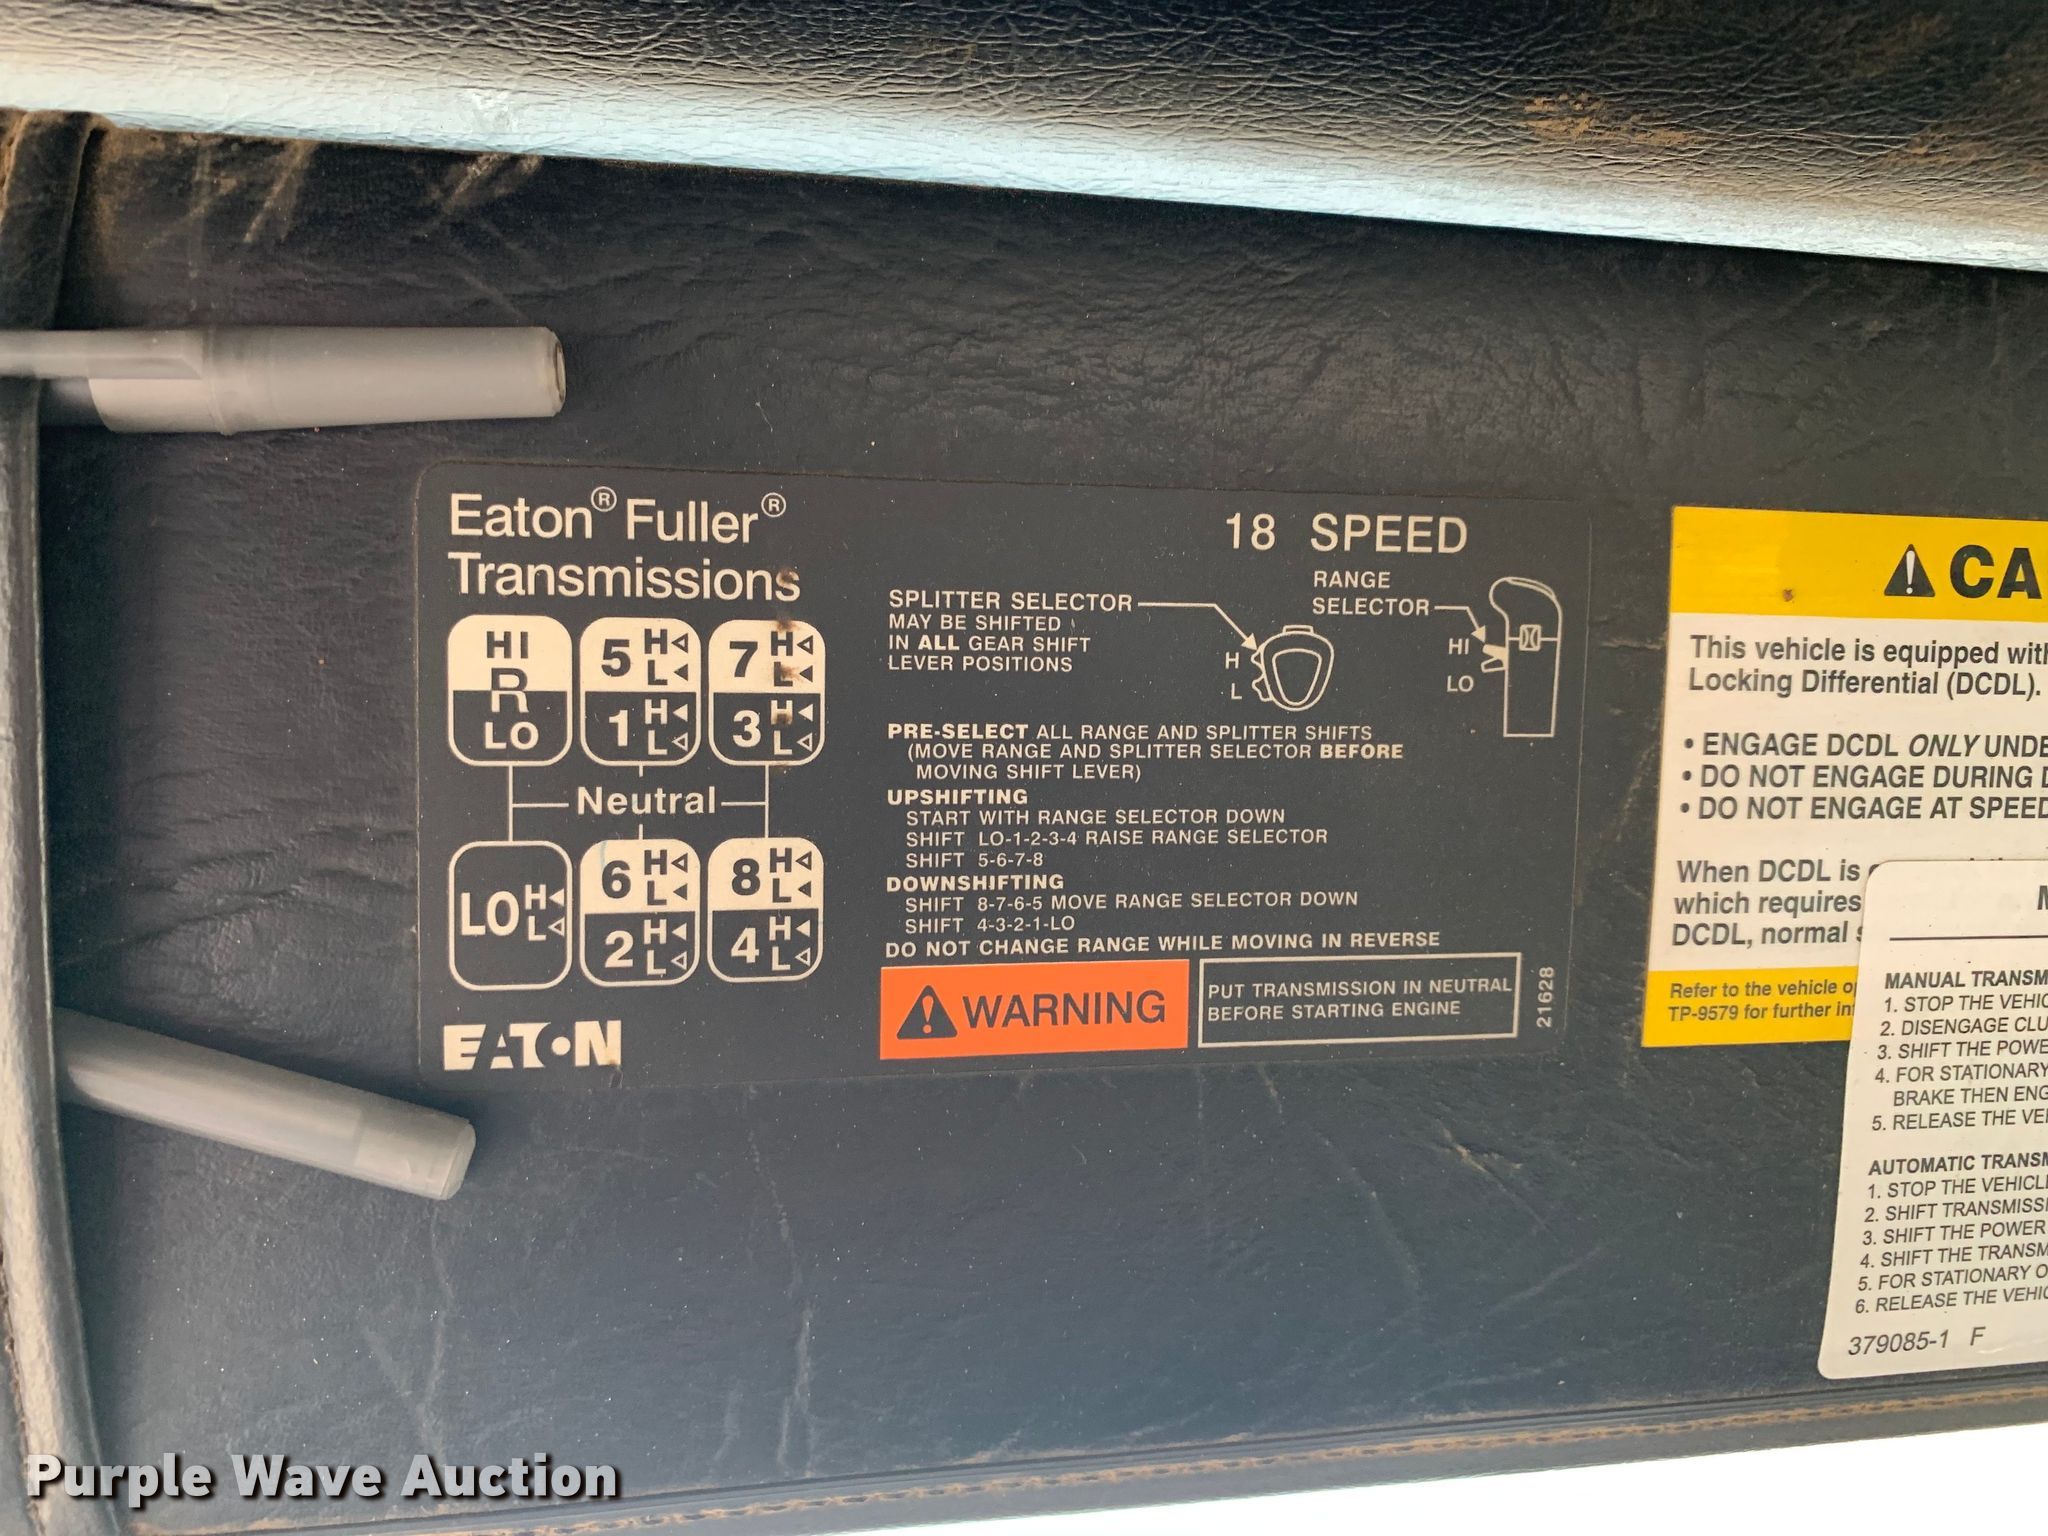 Eaton® Fuller®
Transmissions
HI
R
LO
5 H L
1 H L
7 H L
3 H L
Neutral
LO H L
6 H L
2 H L
8 H L
4 H L
EATON
18 SPEED
SPLITTER SELECTOR
MAY BE SHIFTED
IN ALL GEAR SHIFT
LEVER POSITIONS
H
L
RANGE
SELECTOR
HI
LO
PRE-SELECT ALL RANGE AND SPLITTER SHIFTS
(MOVE RANGE AND SPLITTER SELECTOR BEFORE
MOVING SHIFT LEVER)
UPSHIFTING
START WITH RANGE SELECTOR DOWN
SHIFT LO-1-2-3-4 RAISE RANGE SELECTOR
SHIFT 5-6-7-8
DOWNSHIFTING
SHIFT 8-7-6-5 MOVE RANGE SELECTOR DOWN
SHIFT 4-3-2-1-LO
DO NOT CHANGE RANGE WHILE MOVING IN REVERSE
WARNING
PUT TRANSMISSION IN NEUTRAL
BEFORE STARTING ENGINE
21628
This vehicle is equipped
Locking Differential (DCDL).
• ENGAGE DCDL ONLY
• DO NOT ENGAGE DURING
• DO NOT ENGAGE AT SPEED
When DCDL is
which requires
DCDL, normal
Refer to the vehicle
TP-9579 for further
MANUAL
1. STOP THE
2. DISENGAGE
3. SHIFT THE
4. FOR STATIONARY
BRAKE THEN
5. RELEASE THE
AUTOMATIC
1. STOP THE VEHICLE
2. SHIFT
3. SHIFT THE POWER
4. SHIFT THE
5. FOR STATIONARY
6. RELEASE THE
379085-1 F
Purple Wave Auction